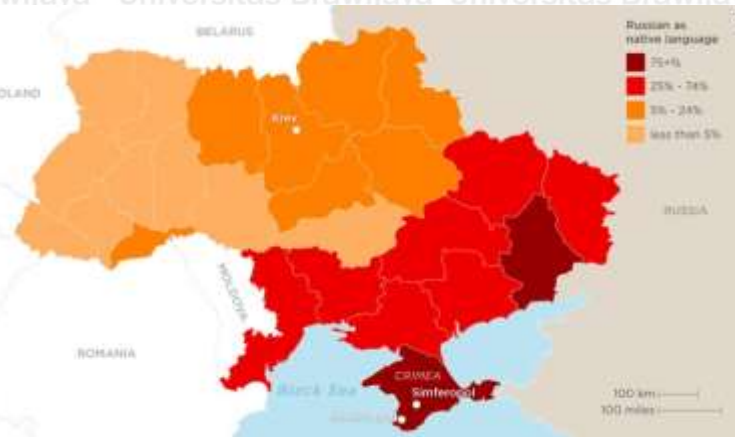 BELARUS
Russian as
native language
75+%
25% - 74%
5% - 24%
less than 5%
OLAND
Kiev
RUSSIA
MOLDOVA
ROMANIA
CRIMEA
Simferopol
Black Sea
100 km
100 miles